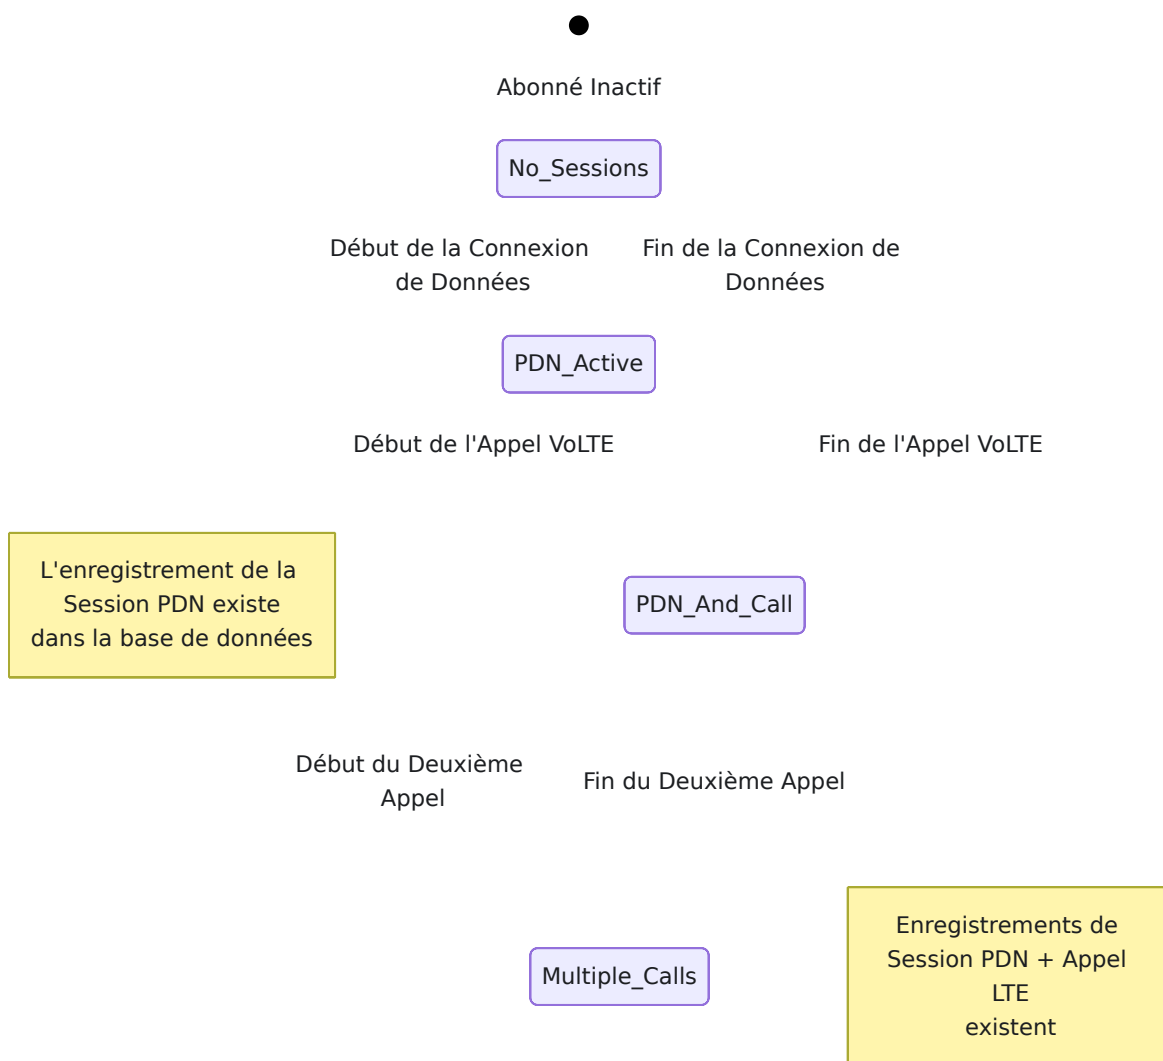 Abonné Inactif
No_Sessions
Début de la Connexion
de Données
Fin de la Connexion de
Données
PDN_Active
Début de l'Appel VoLTE
Fin de l'Appel VoLTE
L'enregistrement de la
Session PDN existe
dans la base de données
PDN_And_Call
Début du Deuxième
Appel
Fin du Deuxième Appel
Multiple_Calls
Enregistrements de
Session PDN + Appel
LTE
existent